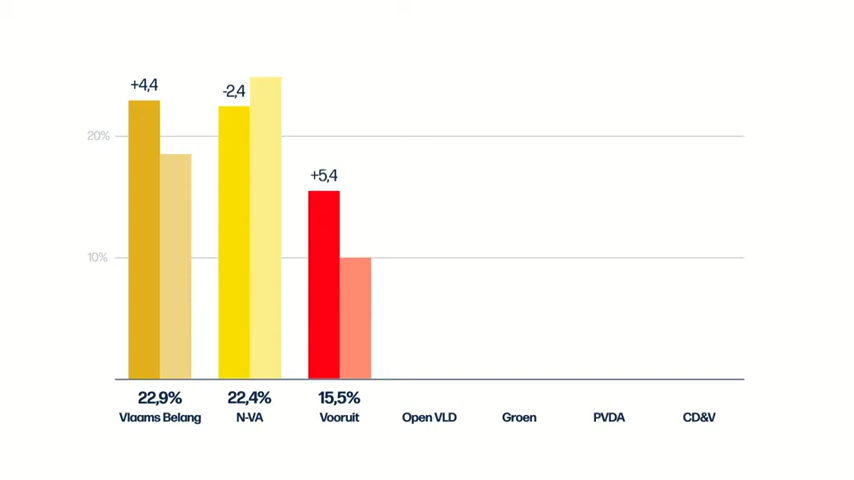 +4,4
-2,4
20%
+5,4
10%
22,9% 22,4% 15,5%
Vlaams Belang N-VA Vooruit Open VLD Groen PVDA CD&V